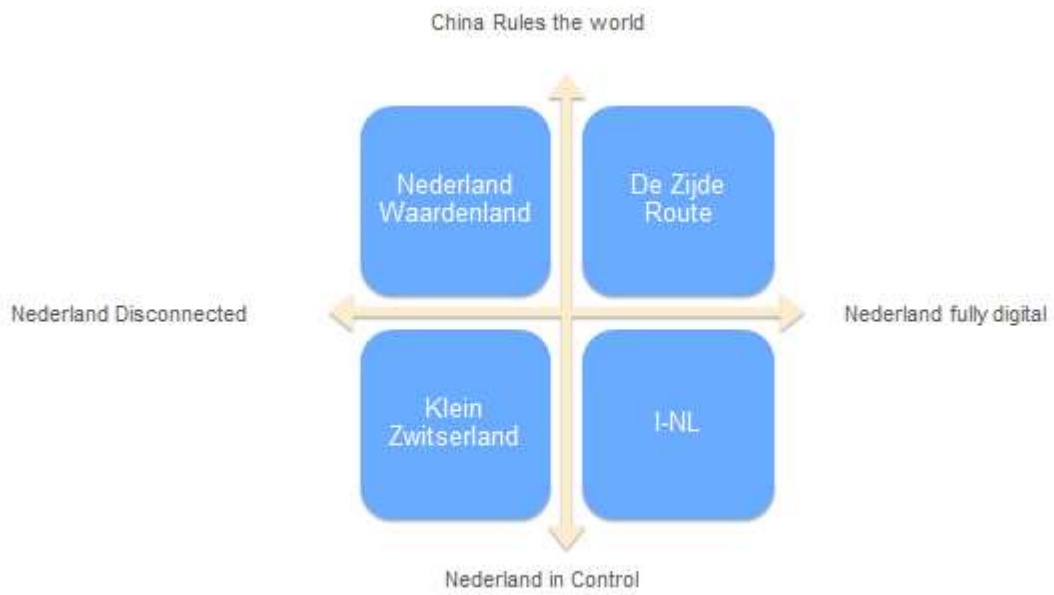 China Rules the world
Nederland
Waardenland
De Zijde
Route
Nederland Disconnected
Nederland fully digital
Klein
Zwitserland
I-NL
Nederland in Control